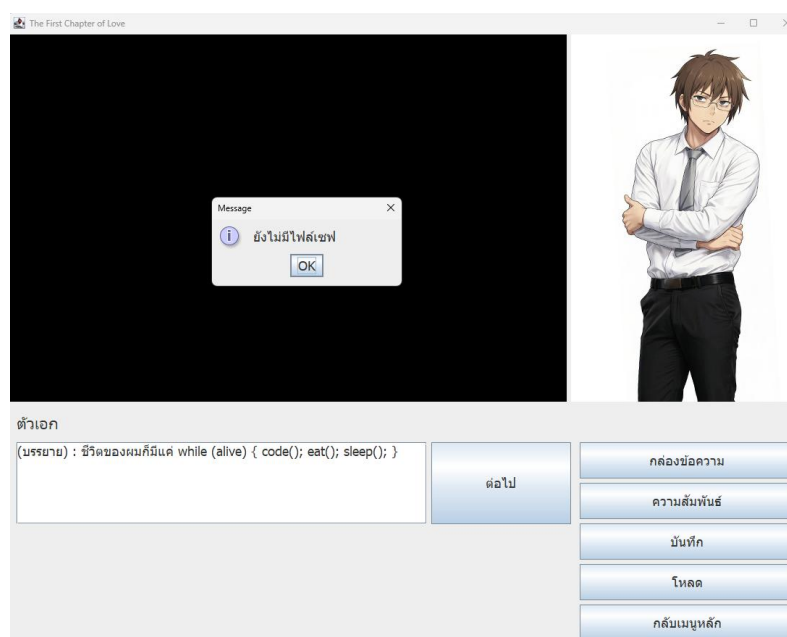 The First Chapter of Love
Message
ยังไม่มีไฟล์เซฟ
OK
ตัวเอก
(บรรยาย) : ชีวิตของผมก็มีแค่ while (alive) { code(); eat(); sleep(); }
ต่อไป
กล่องข้อความ
ความสัมพันธ์
บันทึก
โหลด
กลับเมนูหลัก